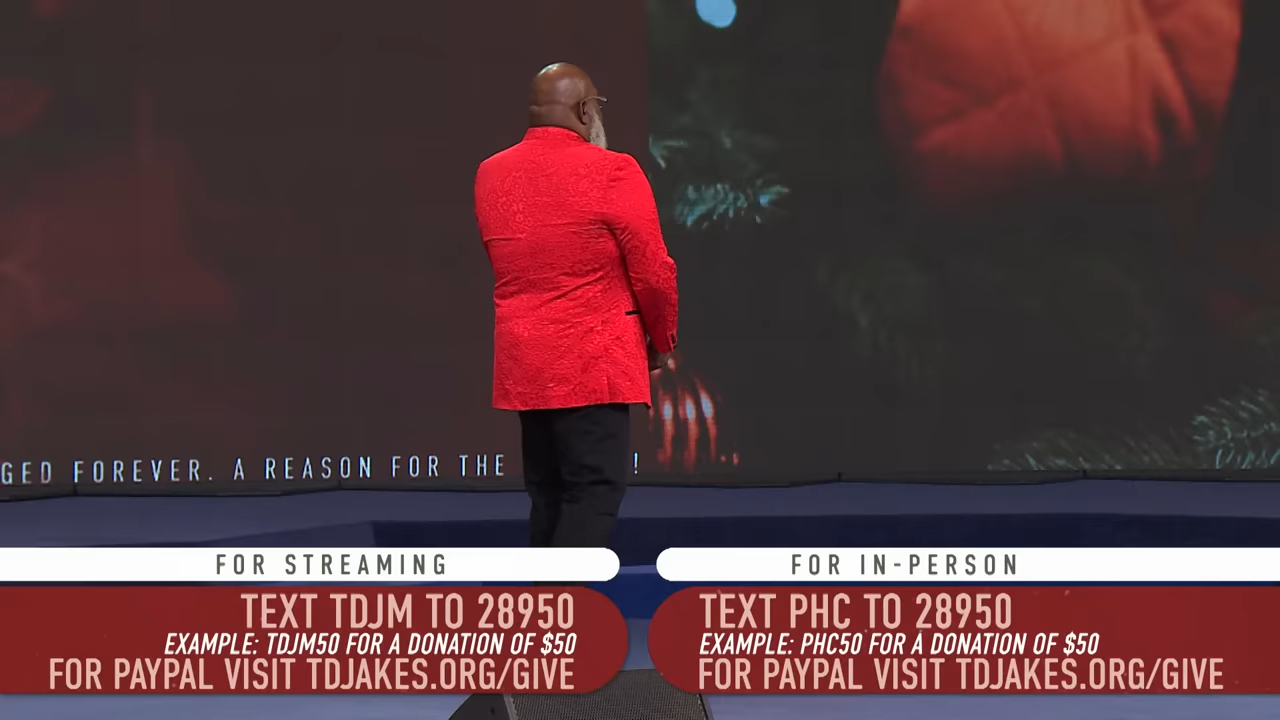 GED FOREVER. A REASON FOR THE !
FOR STREAMING
TEXT TDJM TO 28950
EXAMPLE: TDJM50 FOR A DONATION OF $50
FOR PAYPAL VISIT TDJAKES.ORG/GIVE
FOR IN-PERSON
TEXT PHC TO 28950
EXAMPLE: PHC50 FOR A DONATION OF $50
FOR PAYPAL VISIT TDJAKES.ORG/GIVE